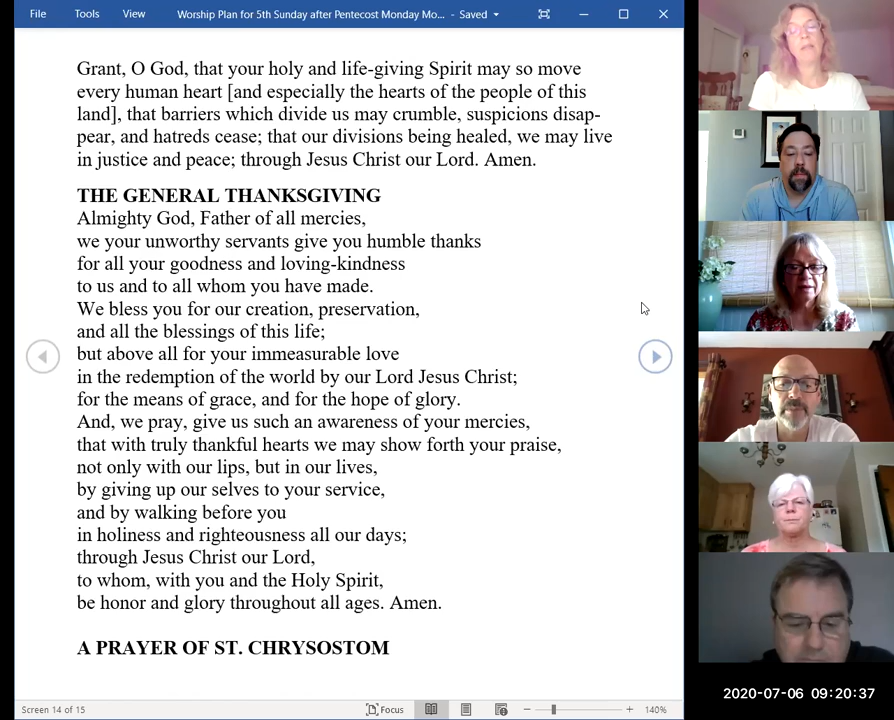 File Tools View Worship Plan for 5th Sunday after Pentecost Monday Mo... - Saved
Grant, O God, that your holy and life-giving Spirit may so move
every human heart [and especially the hearts of the people of this
land], that barriers which divide us may crumble, suspicions disap-
pear, and hatreds cease; that our divisions being healed, we may live
in justice and peace; through Jesus Christ our Lord. Amen.
THE GENERAL THANKSGIVING
Almighty God, Father of all mercies,
we your unworthy servants give you humble thanks
for all your goodness and loving-kindness
to us and to all whom you have made.
We bless you for our creation, preservation,
and all the blessings of this life;
but above all for your immeasurable love
in the redemption of the world by our Lord Jesus Christ;
for the means of grace, and for the hope of glory.
And, we pray, give us such an awareness of your mercies,
that with truly thankful hearts we may show forth your praise,
not only with our lips, but in our lives,
by giving up our selves to your service,
and by walking before you
in holiness and righteousness all our days;
through Jesus Christ our Lord,
to whom, with you and the Holy Spirit,
be honor and glory throughout all ages. Amen.
A PRAYER OF ST. CHRYSOSTOM
Screen 14 of 15 Focus 140%
2020-07-06 09:20:37